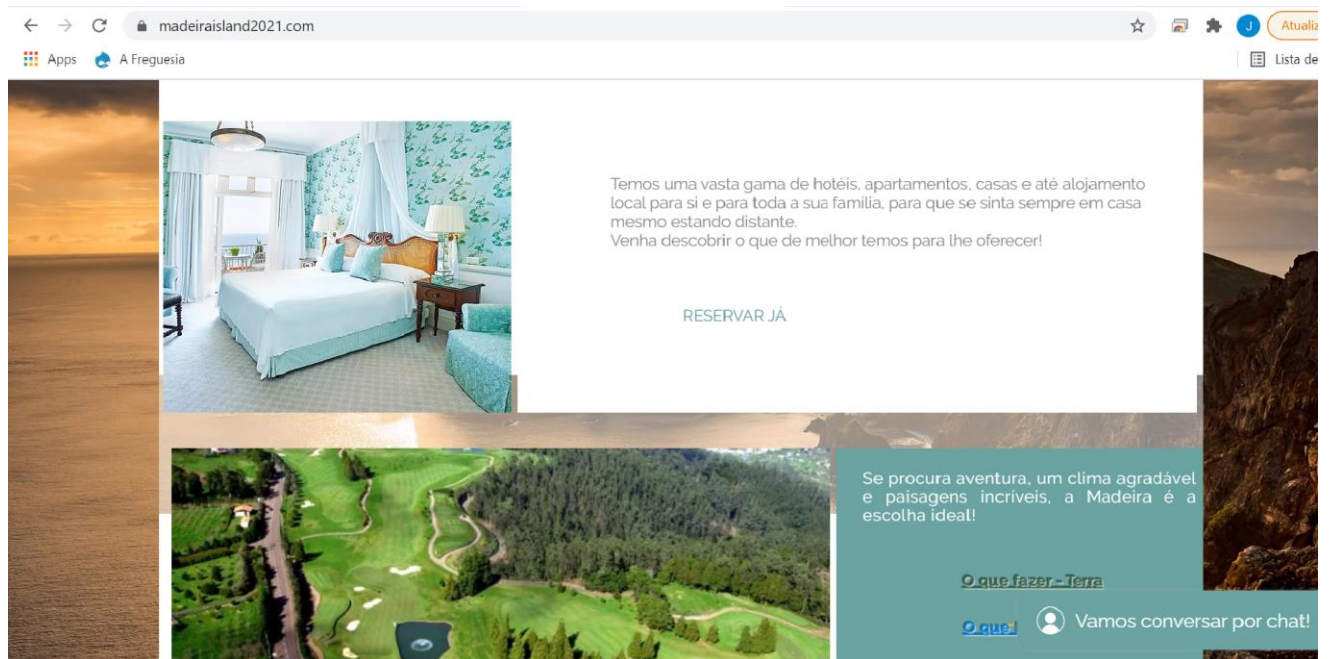 madeiraisland2021.com
J
Atualiz
Apps
A Freguesia
Lista de
Temos uma vasta gama de hotéis, apartamentos, casas e até alojamento
local para si e para toda a sua família, para que se sinta sempre em casa
mesmo estando distante.
Venha descobrir o que de melhor temos para lhe oferecer!
RESERVAR JÁ
Se procura aventura, um clima agradável
e paisagens incríveis, a Madeira é a
escolha ideal!
O que fazer - Terra
O que
Vamos conversar por chat!